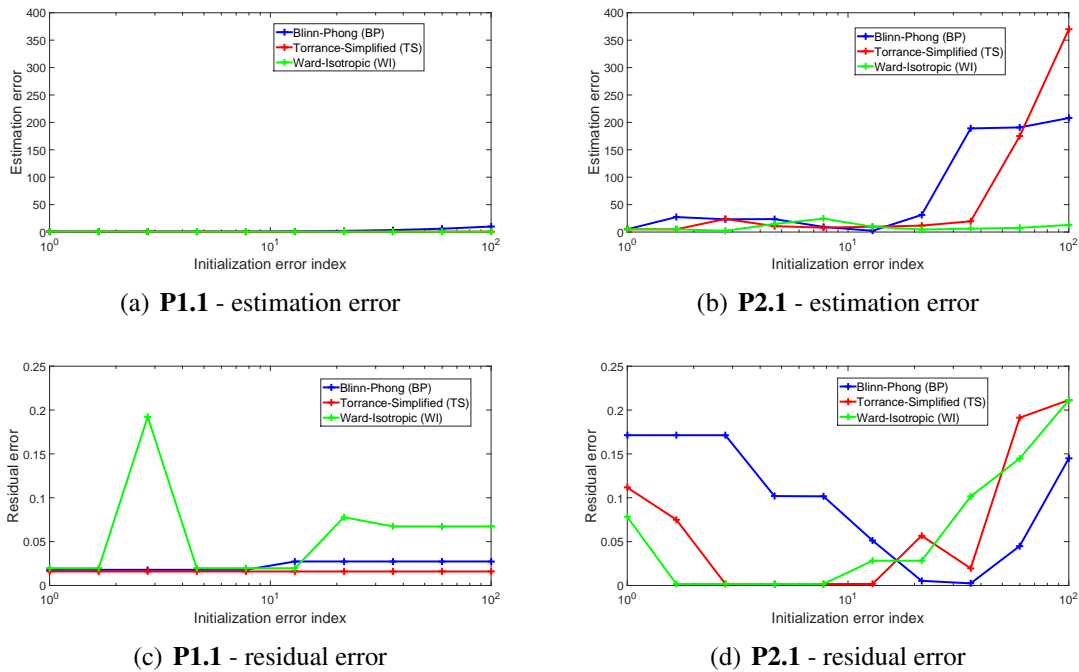 400
350
300
250
200
150
100
50
0
Estimation error
Blinn-Phong (BP)
Torrance-Simplified (TS)
Ward-Isotropic (WI)
10^0
10^1
10^2
Initialization error index
(a) P1.1 - estimation error
400
350
300
250
200
150
100
50
0
Estimation error
Blinn-Phong (BP)
Torrance-Simplified (TS)
Ward-Isotropic (WI)
10^0
10^1
10^2
Initialization error index
(b) P2.1 - estimation error
0.25
0.2
0.15
0.1
0.05
0
Residual error
Blinn-Phong (BP)
Torrance-Simplified (TS)
Ward-Isotropic (WI)
10^0
10^1
10^2
Initialization error index
(c) P1.1 - residual error
0.25
0.2
0.15
0.1
0.05
0
Residual error
Blinn-Phong (BP)
Torrance-Simplified (TS)
Ward-Isotropic (WI)
10^0
10^1
10^2
Initialization error index
(d) P2.1 - residual error